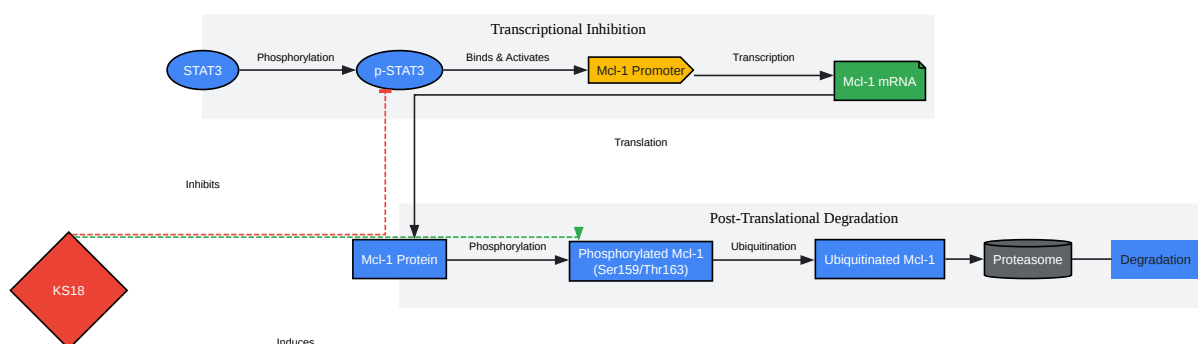 Transcriptional Inhibition
STAT3
Phosphorylation
p-STAT3
Binds & Activates
Mcl-1 Promoter
Transcription
Mcl-1 mRNA
Translation
Inhibits
Post-Translational Degradation
KS18
Mcl-1 Protein
Phosphorylation
Phosphorylated Mcl-1
(Ser159/Thr163)
Ubiquitination
Ubiquitinated Mcl-1
Proteasome
Degradation
Induces